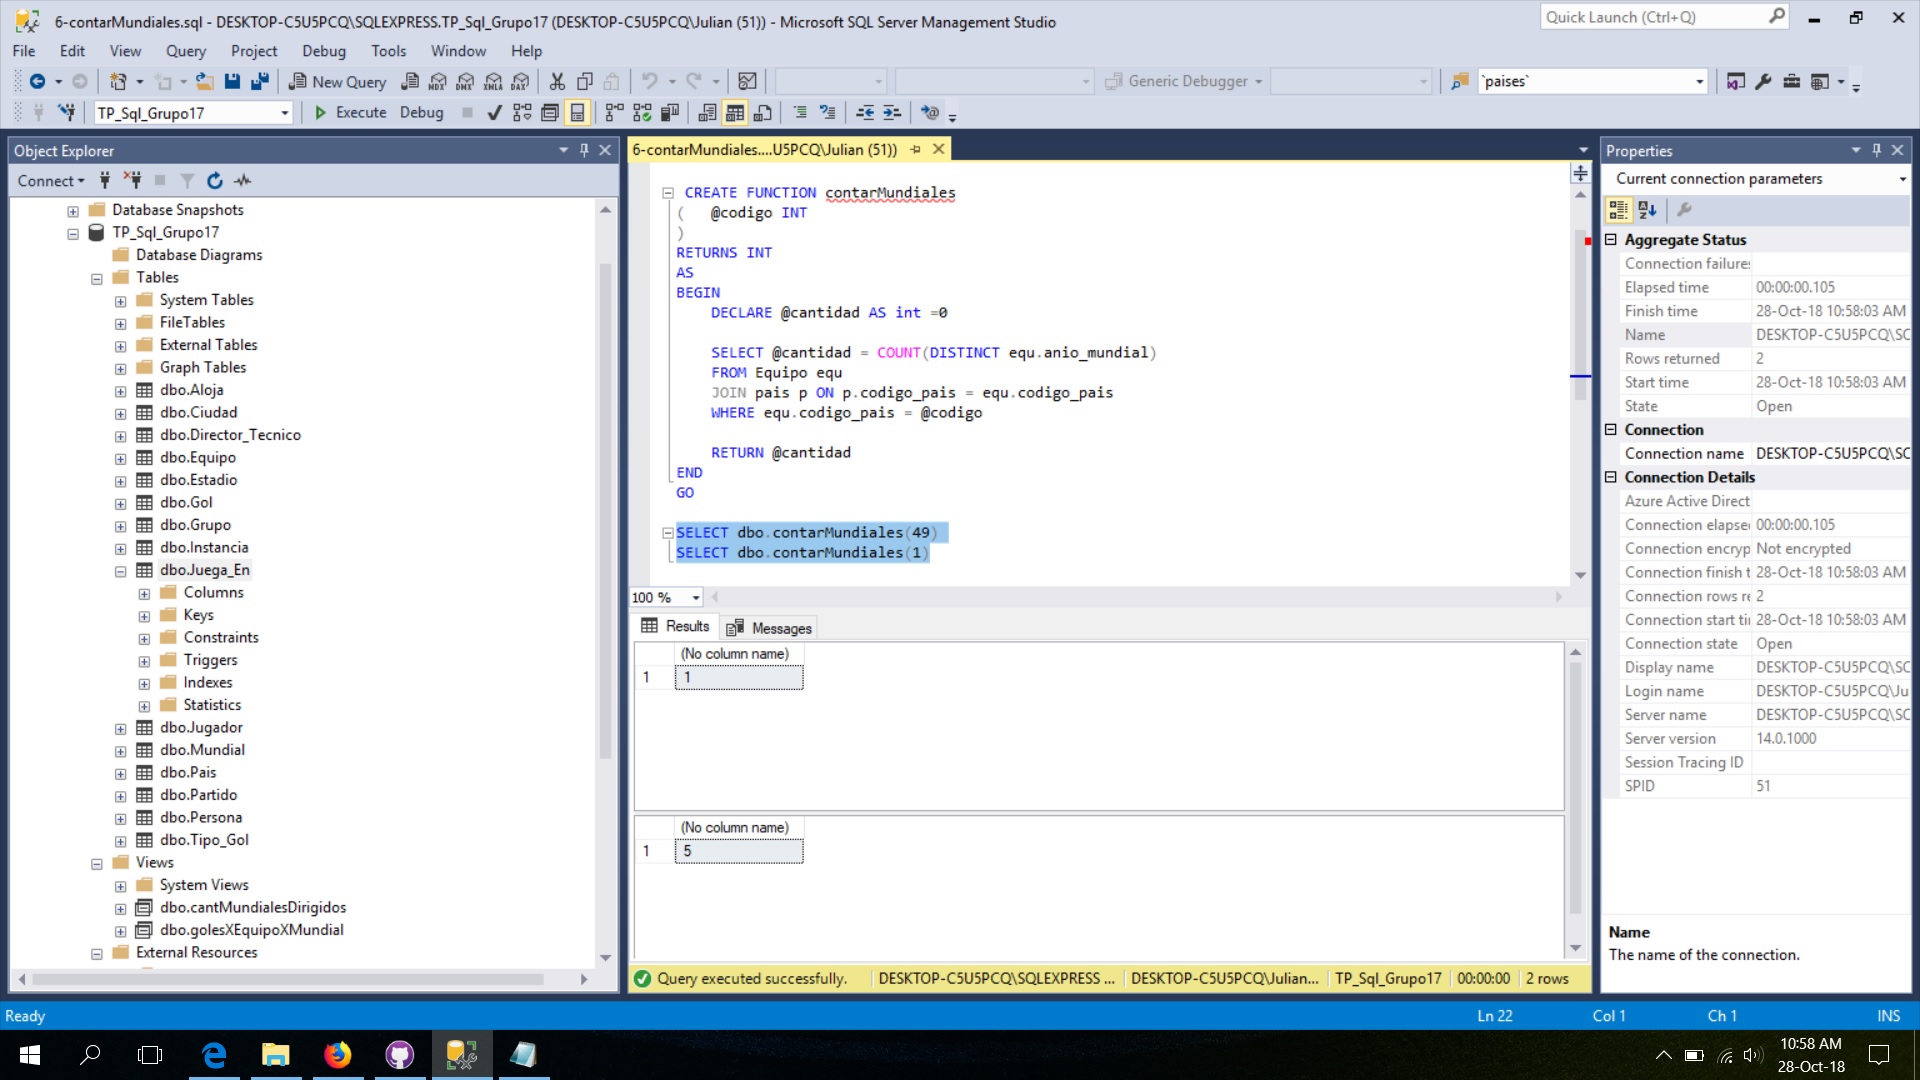 6-contarMundiales.sql - DESKTOP-C5U5PCQ\SQLEXPRESS.TP_Sql_Grupo17 (DESKTOP-C5U5PCQ\Julian (51)) - Microsoft SQL Server Management Studio
Quick Launch (Ctrl+Q)
File Edit View Query Project Debug Tools Window Help
New Query
MDX DMX XMLA DAX
Generic Debugger
`paises`
TP_Sql_Grupo17
Execute Debug
Object Explorer
Connect
Database Snapshots
TP_Sql_Grupo17
Database Diagrams
Tables
System Tables
FileTables
External Tables
Graph Tables
dbo.Aloja
dbo.Ciudad
dbo.Director_Tecnico
dbo.Equipo
dbo.Estadio
dbo.Gol
dbo.Grupo
dbo.Instancia
dbo.Juega_En
Columns
Keys
Constraints
Triggers
Indexes
Statistics
dbo.Jugador
dbo.Mundial
dbo.Pais
dbo.Partido
dbo.Persona
dbo.Tipo_Gol
Views
System Views
dbo.cantMundialesDirigidos
dbo.golesXEquipoXMundial
External Resources
6-contarMundiales....U5PCQ\Julian (51))
CREATE FUNCTION contarMundiales
( @codigo INT
)
RETURNS INT
AS
BEGIN
DECLARE @cantidad AS int =0
SELECT @cantidad = COUNT(DISTINCT equ.anio_mundial)
FROM Equipo equ
JOIN pais p ON p.codigo_pais = equ.codigo_pais
WHERE equ.codigo_pais = @codigo
RETURN @cantidad
END
GO
SELECT dbo.contarMundiales(49)
SELECT dbo.contarMundiales(1)
100 %
Results Messages
(No column name)
1 1
(No column name)
1 5
Query executed successfully. DESKTOP-C5U5PCQ\SQLEXPRESS ... DESKTOP-C5U5PCQ\Julian... TP_Sql_Grupo17 00:00:00 2 rows
Properties
Current connection parameters
Aggregate Status
Connection failures
Elapsed time 00:00:00.105
Finish time 28-Oct-18 10:58:03 AM
Name DESKTOP-C5U5PCQ\SC
Rows returned 2
Start time 28-Oct-18 10:58:03 AM
State Open
Connection
Connection name DESKTOP-C5U5PCQ\SC
Connection Details
Azure Active Direct
Connection elapse 00:00:00.105
Connection encryp Not encrypted
Connection finish t 28-Oct-18 10:58:03 AM
Connection rows re 2
Connection start ti 28-Oct-18 10:58:03 AM
Connection state Open
Display name DESKTOP-C5U5PCQ\SC
Login name DESKTOP-C5U5PCQ\Ju
Server name DESKTOP-C5U5PCQ\SC
Server version 14.0.1000
Session Tracing ID
SPID 51
Name
The name of the connection.
Ready Ln 22 Col 1 Ch 1 INS
10:58 AM
28-Oct-18